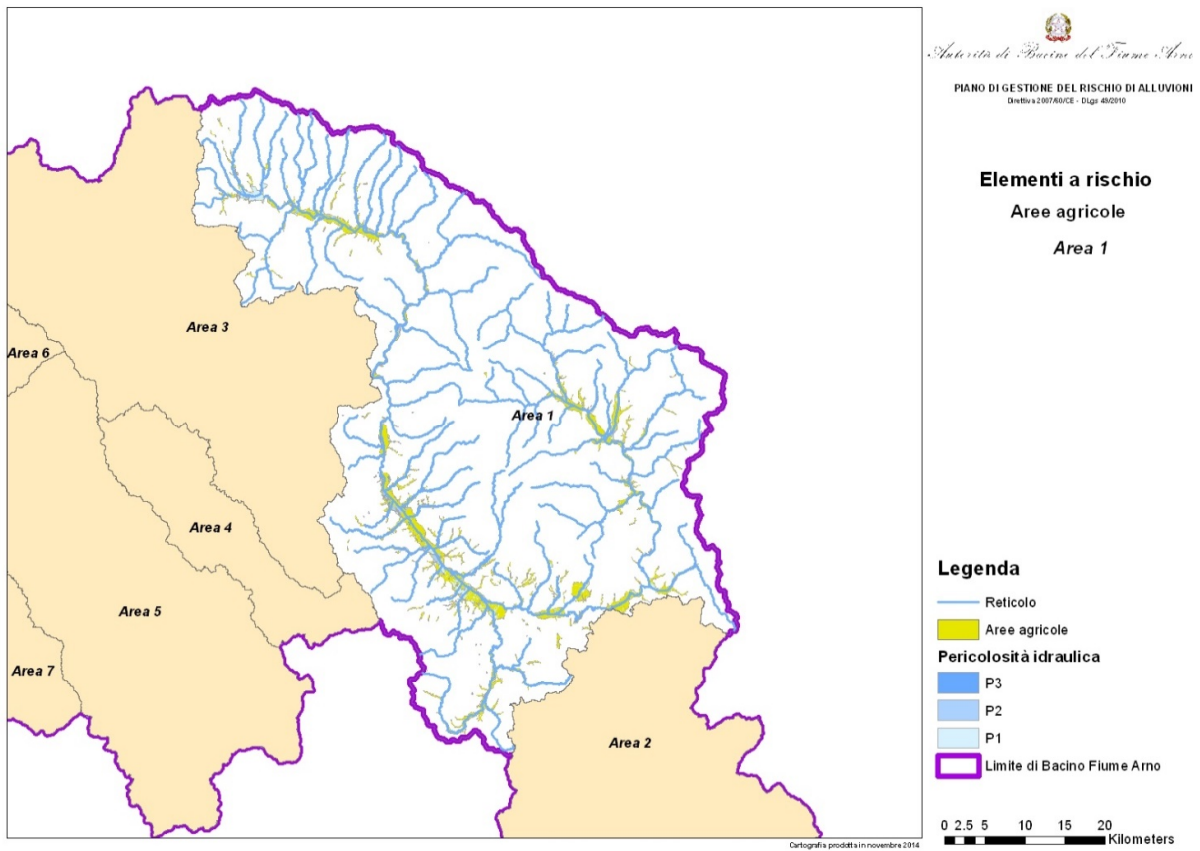 Autorità di Bacino del Fiume Arno
PIANO DI GESTIONE DEL RISCHIO DI ALLUVIONI
Direttiva 2007/60/CE - DLgs 49/2010
Elementi a rischio
Aree agricole
Area 1
Area 3
Area 6
Area 1
Area 4
Area 5
Area 7
Area 2
Legenda
Reticolo
Aree agricole
Pericolosità idraulica
P3
P2
P1
Limite di Bacino Fiume Arno
0 2.5 5 10 15 20
Kilometers
Cartografia prodotta in novembre 2014